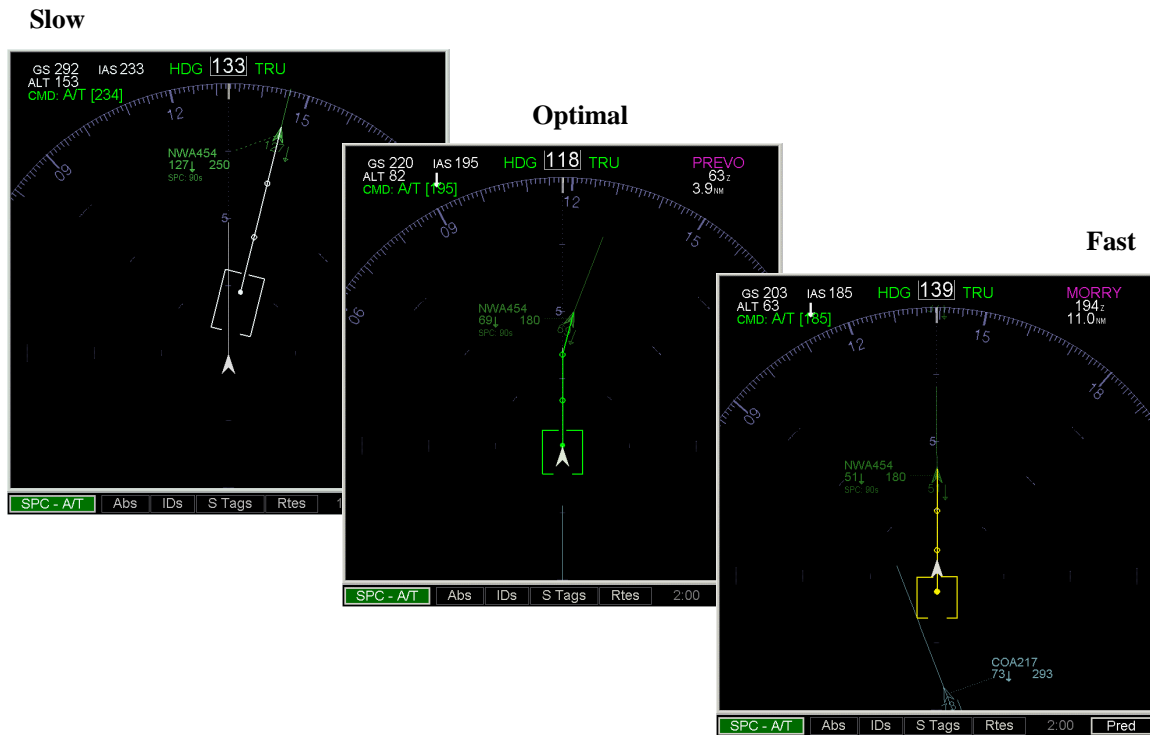 Slow
GS 292 IAS 233 HDG 133 TRU
ALT 153
CMD: A/T [234]
12 15
09
NWA454
127↓ 250
SPC: 90s
5
SPC - A/T Abs IDs S Tags Rtes
Optimal
GS 220 IAS 195 HDG 118 TRU PREVO
ALT 82 63z
CMD: A/T [195] 3.9NM
12
09 15
06
NWA454 5
69↓ 180
SPC: 90s
SPC - A/T Abs IDs S Tags Rtes 2:00
Fast
GS 203 IAS 185 HDG 139 TRU MORRY
ALT 63 194z
CMD: A/T [185] 11.0NM
12 15
09 18
5
NWA454
51↓ 180
SPC: 90s
COA217
73↓ 293
SPC - A/T Abs IDs S Tags Rtes 2:00 Pred